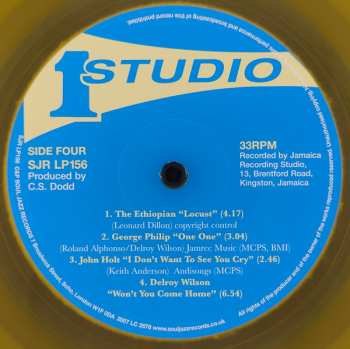 1 STUDIO
SIDE FOUR
SJR LP156
Produced by
C.S. Dodd
33RPM
Recorded by Jamaica
Recording Studio,
13, Brentford Road,
Kingston, Jamaica
1. The Ethiopian “Locust” (4.17)
(Leonard Dillon) copyright control
2. George Philip “One One” (3.04)
(Roland Alphonso/Delroy Wilson) Jamrec Music (MCPS, BMI)
3. John Holt “I Don't Want To See You Cry” (2.46)
(Keith Anderson) Andisongs (MCPS)
4. Delroy Wilson
“Won't You Come Home” (6.54)